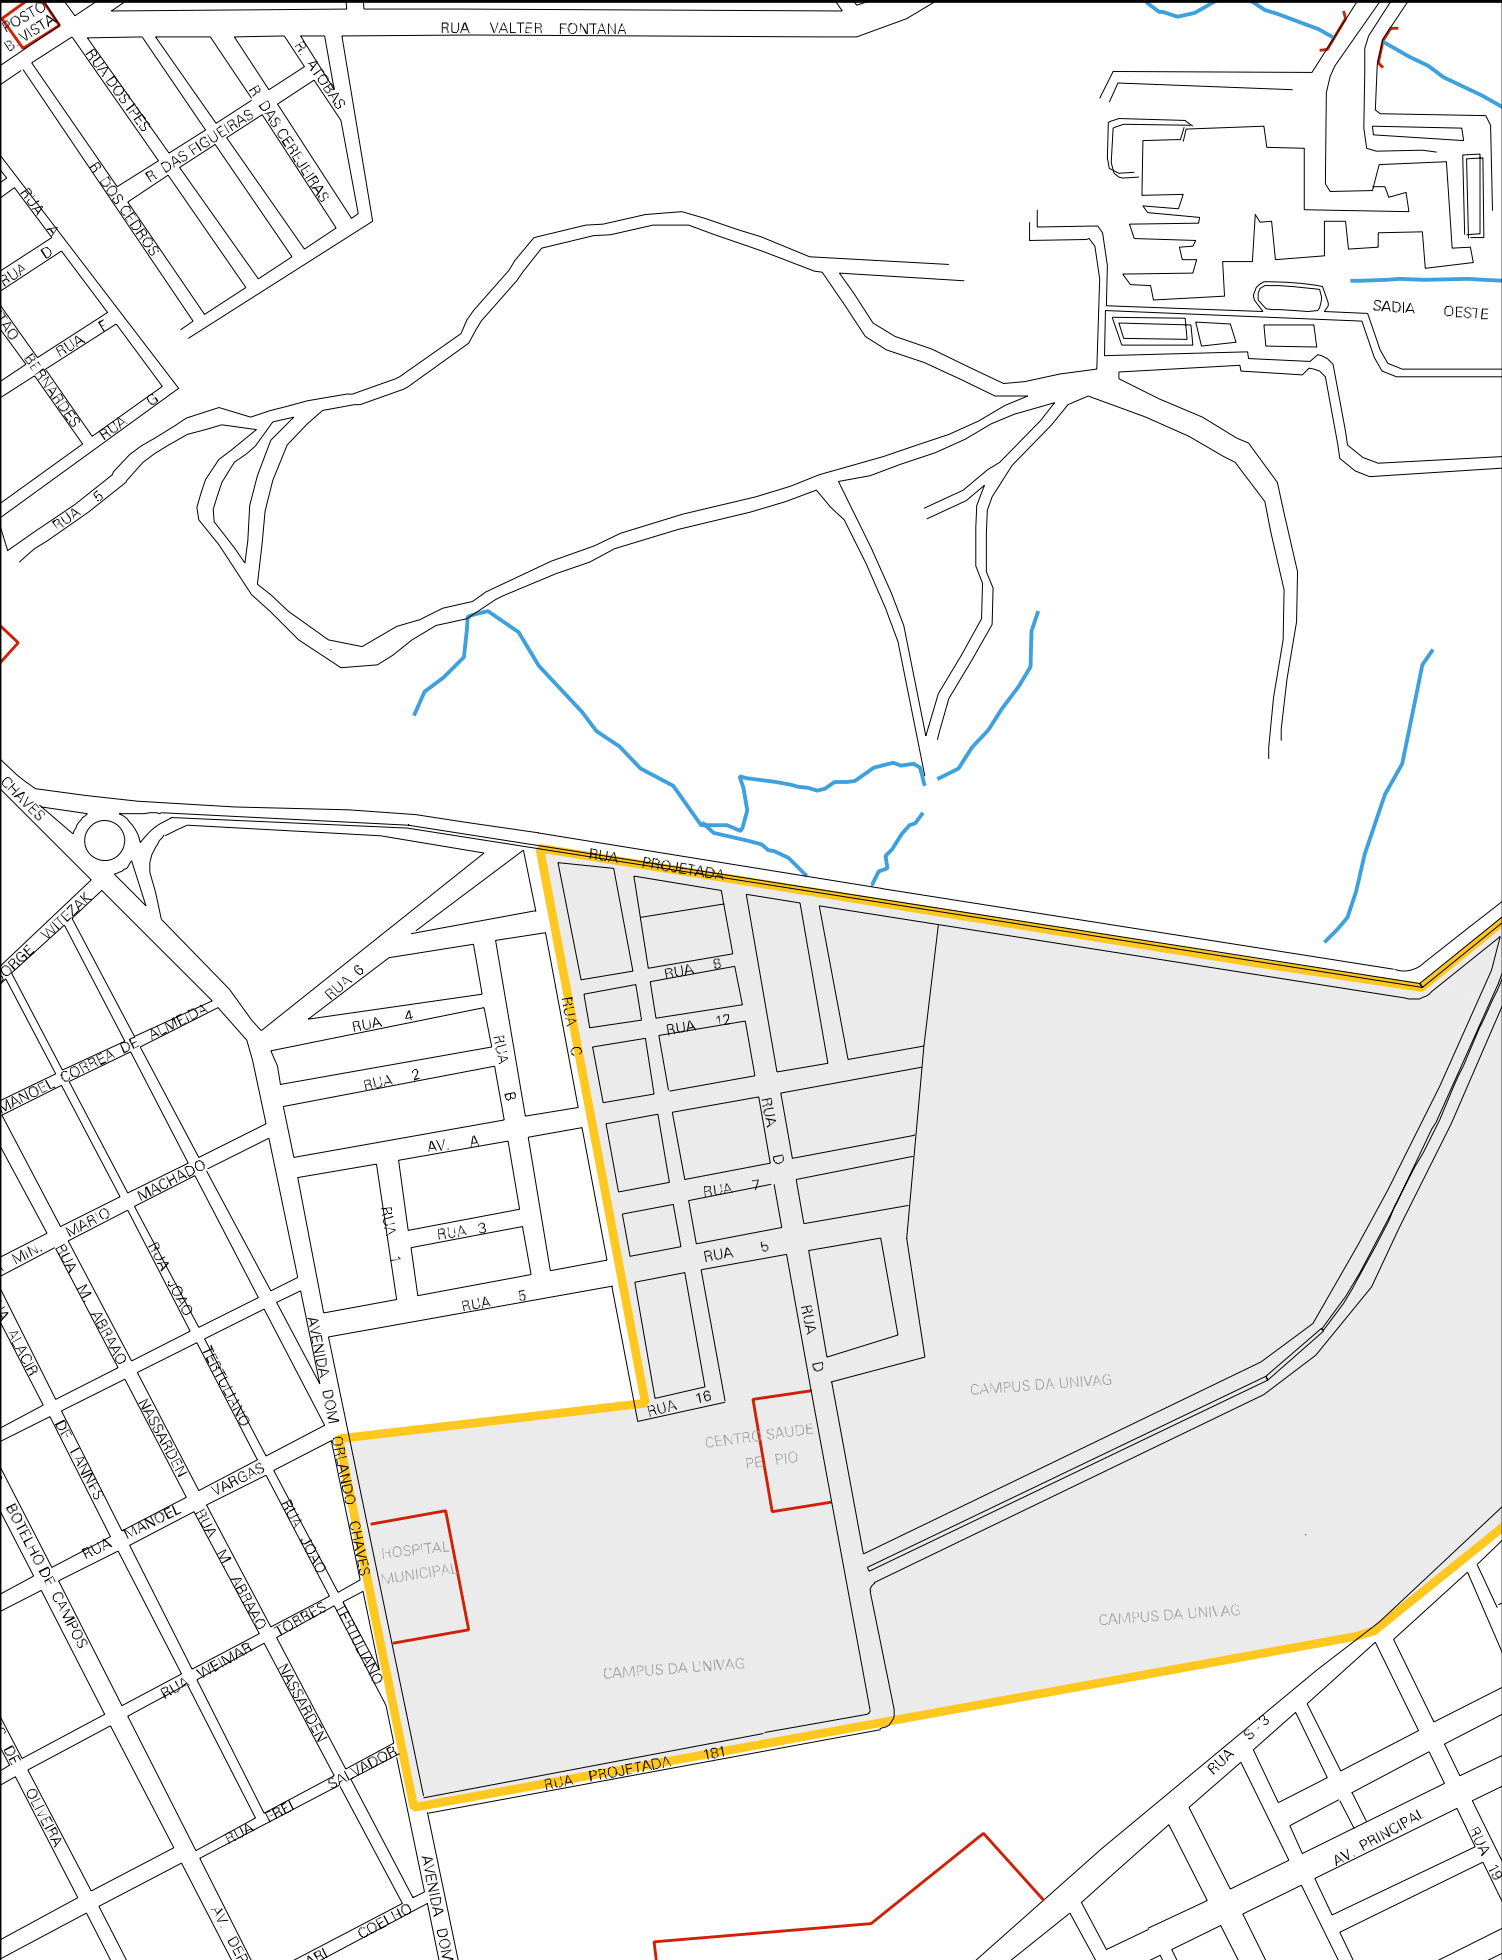 POSTO
B. VISTA
RUA VALTER FONTANA
RUA DOS IPES
R. ATOBAS
R. DAS CEREJEIRAS
R DAS FIGUEIRAS
R. DOS CEDROS
RUA A
RUA D
RUA F
BERNARDES
RUA G
RUA 5
SADIA OESTE
CHAVES
RUA PROJETADA
WITEZAK
RUA 6
RUA 8
RUA C
RUA 4
RUA 12
MANOEL CORREA DE ALMEIDA
RUA B
RUA 2
AV. A
RUA D
MIN. MARIO MACHADO
RUA 7
RUA 1
RUA 3
RUA 5
RUA M. ABRAAO
RUA JOAO
RUA 5
AVENIDA DOM ORLANDO CHAVES
RUA D
ALACIR
TERTULIANO
CAMPUS DA UNIVAG
RUA 16
NASSARDEN
DE LANNES
CENTRO SAUDE
PE PIO
RUA MANOEL VARGAS
BOTELHO DE CAMPOS
RUA JOAO
RUA M. ABRAAO
HOSPITAL
MUNICIPAL
CAMPUS DA UNIVAG
RUA WEIMAR TORRES
NASSARDEN
CAMPUS DA UNIVAG
RUA S-3
DE
OLIVEIRA
SALVADOR
RUA PROJETADA 181
AV. PRINCIPAL
RUA 19
AVENIDA DOM
COELHO
AV.